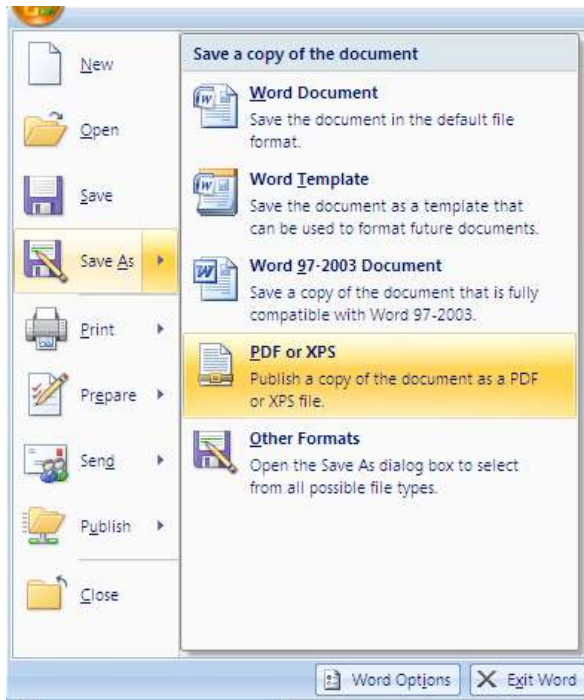 New
Open
Save
Save As
Print
Prepare
Send
Publish
Close
Save a copy of the document
Word Document
Save the document in the default file
format.
Word Template
Save the document as a template that
can be used to format future documents.
Word 97-2003 Document
Save a copy of the document that is fully
compatible with Word 97-2003.
PDF or XPS
Publish a copy of the document as a PDF
or XPS file.
Other Formats
Open the Save As dialog box to select
from all possible file types.
Word Options
Exit Word